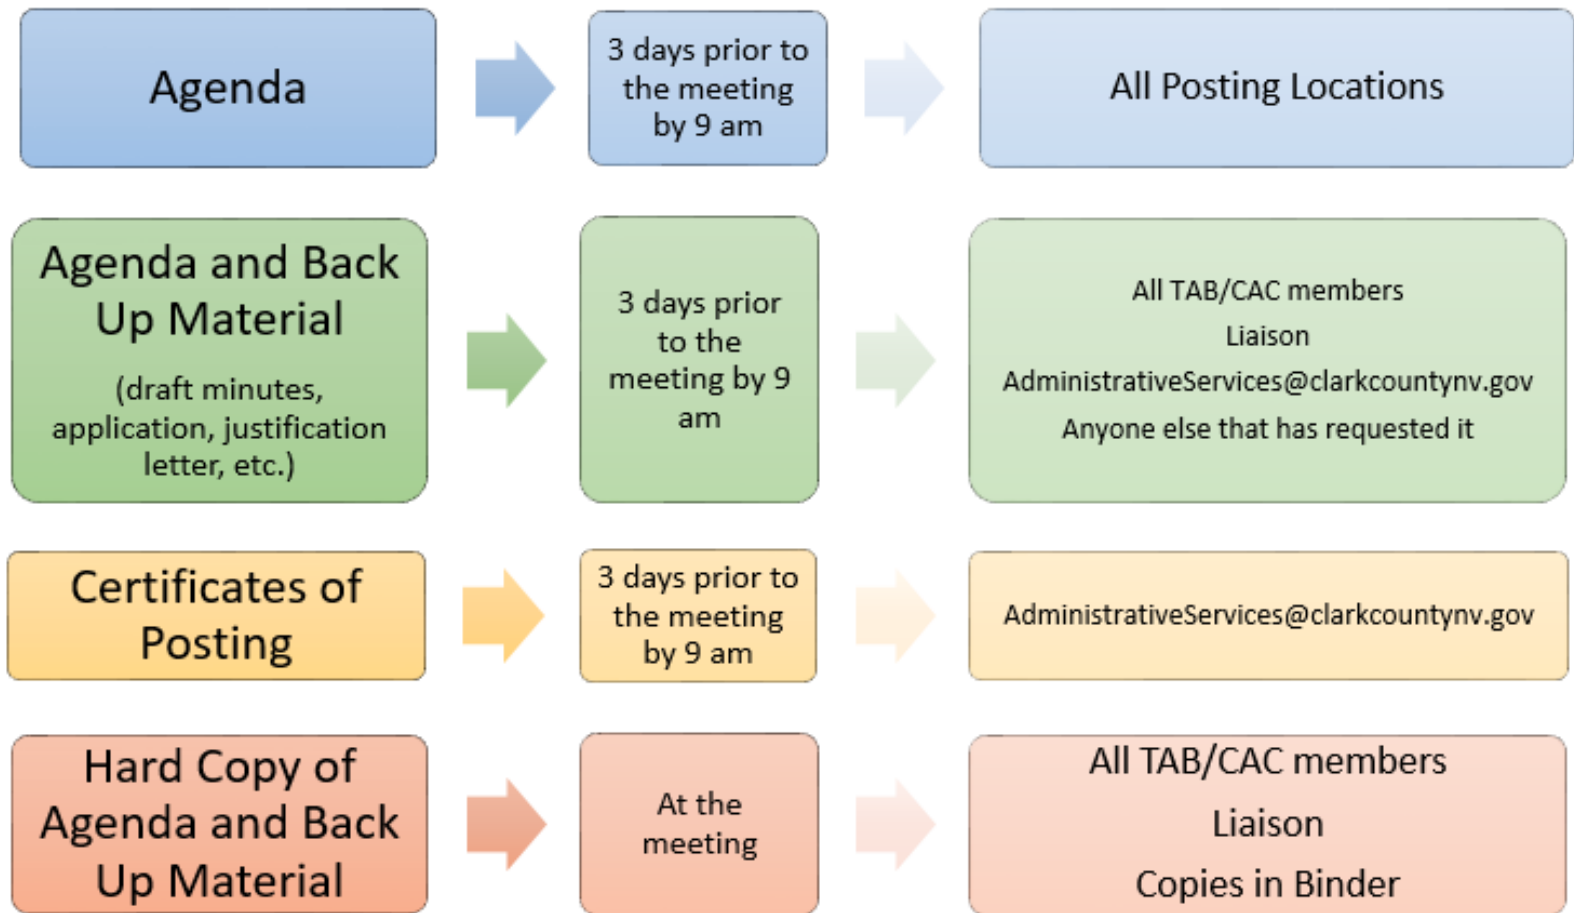 Agenda
3 days prior to
the meeting
by 9 am
All Posting Locations
Agenda and Back
Up Material
(draft minutes,
application, justification
letter, etc.)
3 days prior
to the
meeting by 9
am
All TAB/CAC members
Liaison
AdministrativeServices@clarkcountynv.gov
Anyone else that has requested it
Certificates of
Posting
3 days prior to
the meeting
by 9 am
AdministrativeServices@clarkcountynv.gov
Hard Copy of
Agenda and Back
Up Material
At the
meeting
All TAB/CAC members
Liaison
Copies in Binder